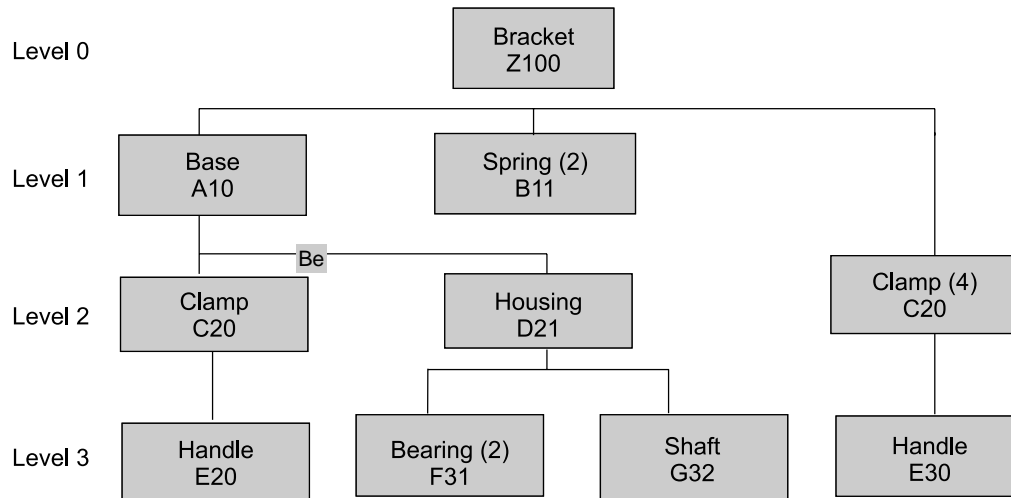 Level 0
Bracket
Z100
Level 1
Base
A10
Spring (2)
B11
Be
Level 2
Clamp
C20
Housing
D21
Clamp (4)
C20
Level 3
Handle
E20
Bearing (2)
F31
Shaft
G32
Handle
E30